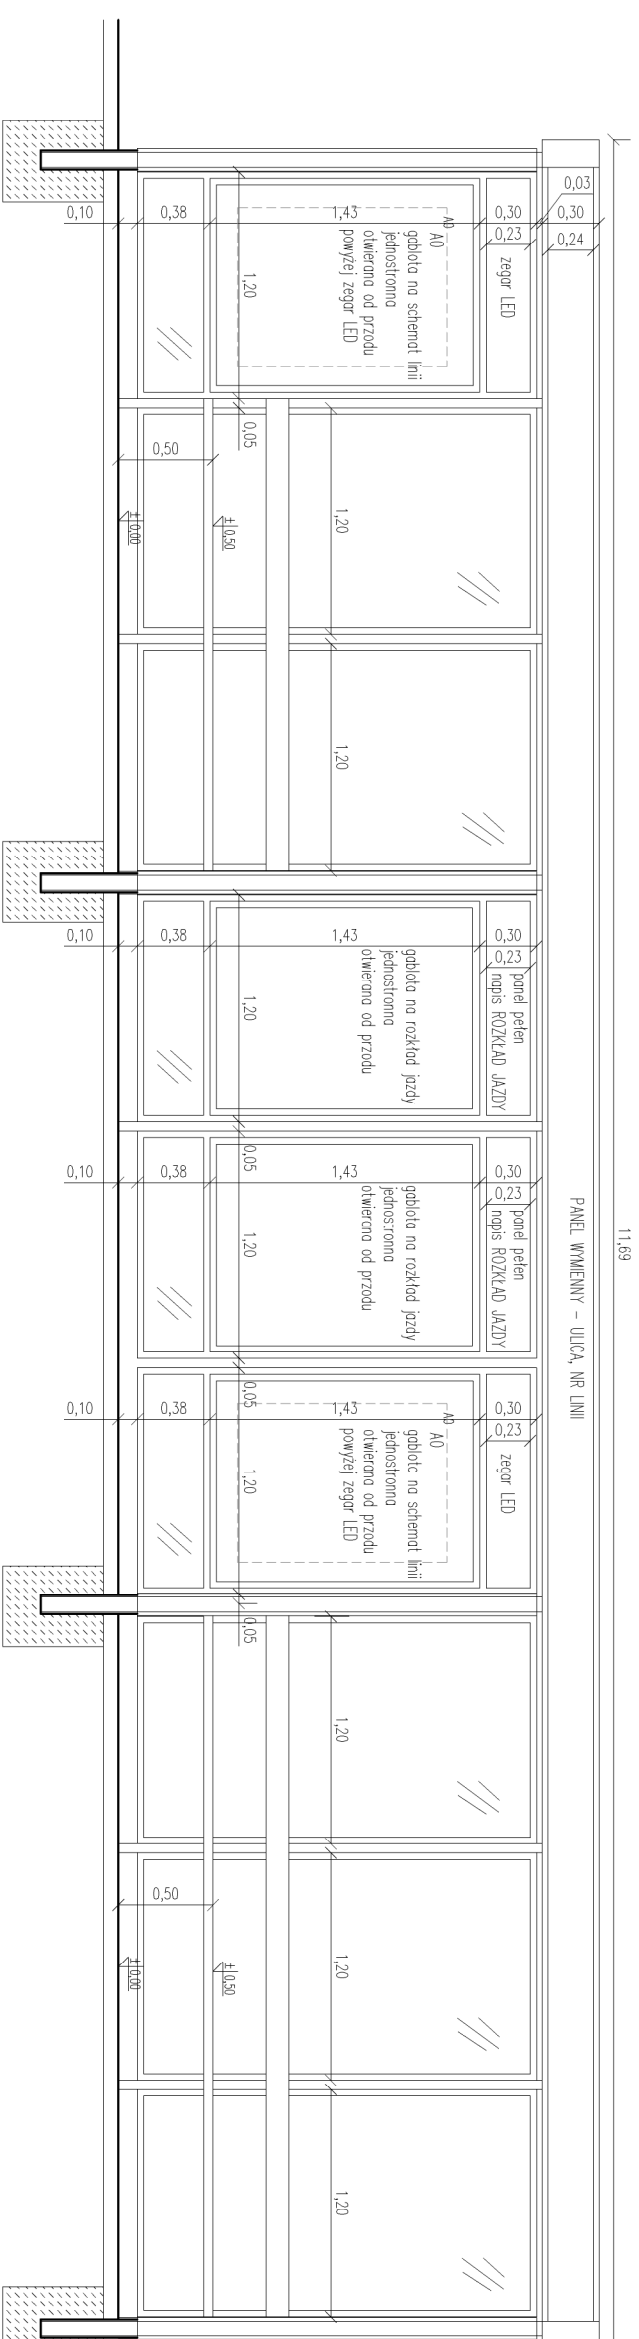 11,69
PANEL WYMIENNY – ULICA, NR LINII
0,03
0,30
0,24
0,10
0,38
1,43
0,30
0,23
zegar LED
A0
A0
gablota na schemat linii
jednostronna
otwierana od przodu
powyżej zegar LED
1,20
0,05
0,50
± 0,00
± 0,50
1,20
1,20
0,10
0,38
1,43
0,30
0,23
panel pełen
napis ROZKŁAD JAZDY
gablota na rozkład jazdy
jednostronna
otwierana od przodu
1,20
0,05
0,10
0,38
1,43
0,30
0,23
panel pełen
napis ROZKŁAD JAZDY
gablota na rozkład jazdy
jednostronna
otwierana od przodu
1,20
0,05
0,10
0,38
1,43
0,30
0,23
zegar LED
A0
A0
gablota na schemat linii
jednostronna
otwierana od przodu
powyżej zegar LED
1,20
0,05
1,20
0,50
± 0,00
± 0,50
1,20
1,20